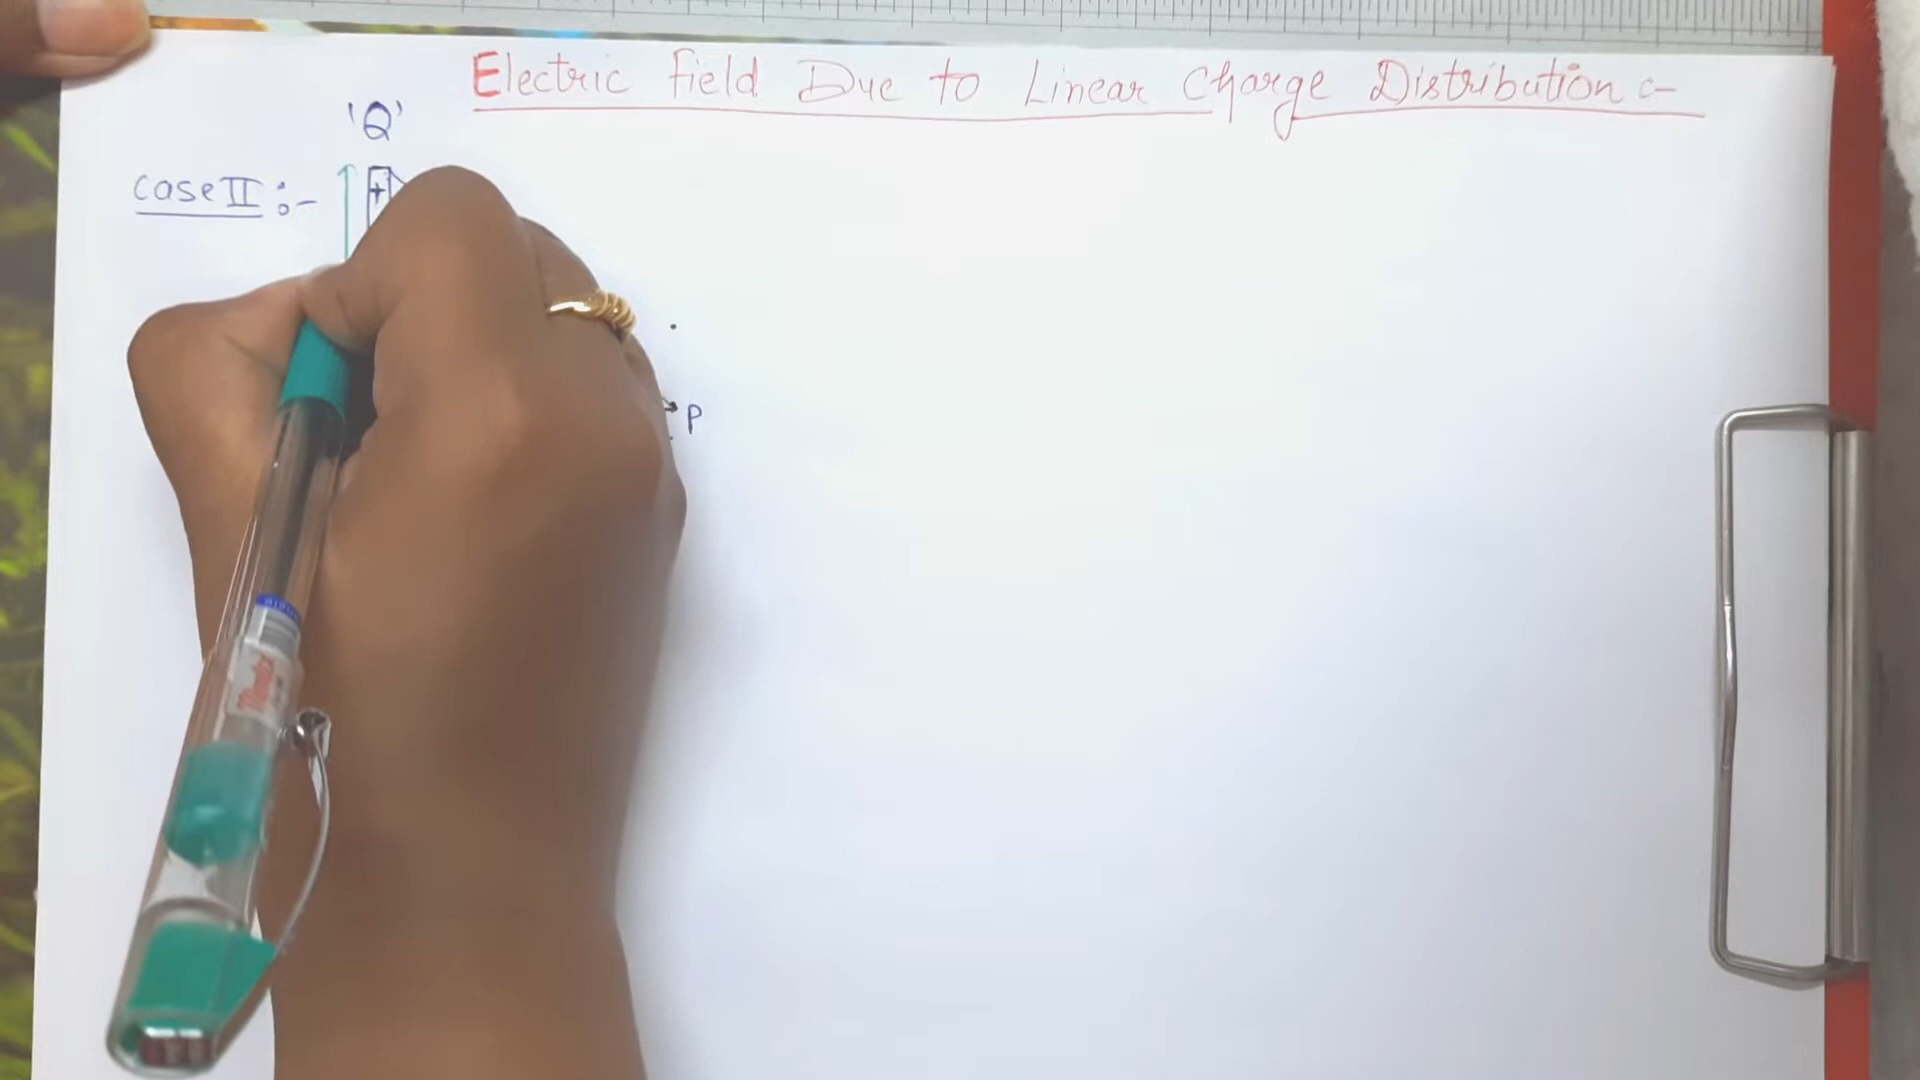 Electric field Due to Linear Charge Distribution :-
'Q'
Case II :-
+
P